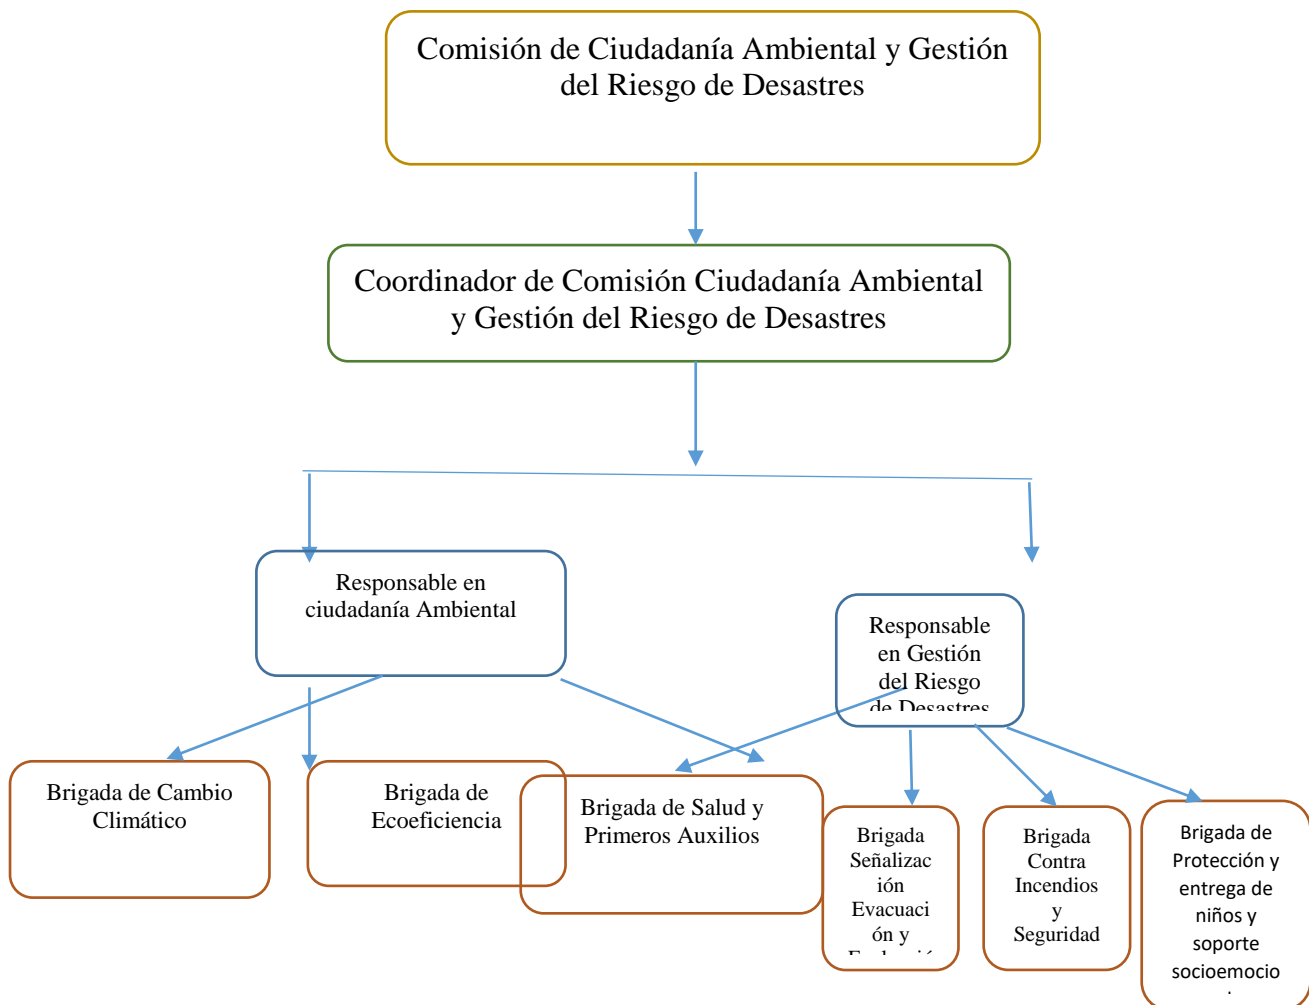 Comisión de Ciudadanía Ambiental y Gestión
del Riesgo de Desastres
Coordinador de Comisión Ciudadanía Ambiental
y Gestión del Riesgo de Desastres
Responsable en
ciudadanía Ambiental
Responsable
en Gestión
del Riesgo
de Desastres
Brigada de Cambio
Climático
Brigada de
Ecoeficiencia
Brigada de Salud y
Primeros Auxilios
Brigada
Señalizac
ión
Evacuaci
ón y
Brigada
Contra
Incendios
y
Seguridad
Brigada de
Protección y
entrega de
niños y
soporte
socioemocio